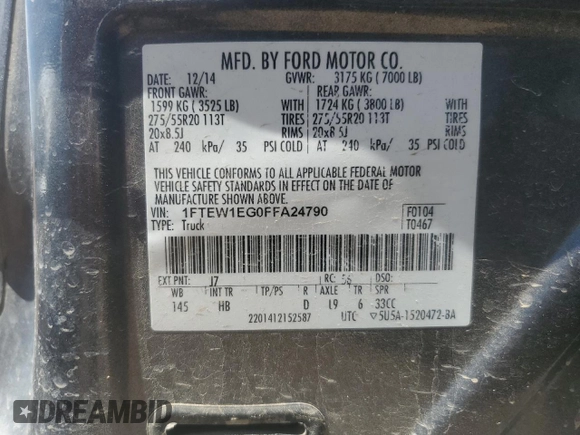 MFD. BY FORD MOTOR CO.
DATE: 12/14 GVWR: 3175 KG ( 7000 LB)
FRONT GAWR: REAR GAWR:
1599 KG ( 3525 LB) WITH 1724 KG ( 3800 LB) WITH
275/55R20 113T TIRES 275/55R20 113T TIRES
20x8.5J RIMS 20x8.5J RIMS
AT 240 kPa/ 35 PSI COLD AT 240 kPa/ 35 PSI COLD
THIS VEHICLE CONFORMS TO ALL APPLICABLE FEDERAL MOTOR
VEHICLE SAFETY STANDARDS IN EFFECT ON THE DATE OF
MANUFACTURE SHOWN ABOVE.
VIN: 1FTEW1EG0FFA24790 F0104
TYPE: Truck T0467
EXT PNT: J7 RC: 56 DSO:
WB INT TR TP/PS R AXLE TR SPR
145 HB D L9 6 33CC
2201412152587 UTC ▽5U5A-1520472-BA
DREAMBID